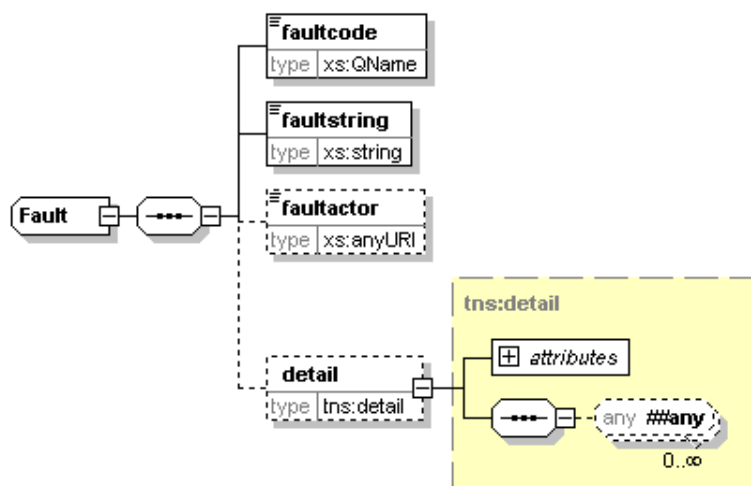 faultcode
type xs:QName
faultstring
type xs:string
Fault
faultactor
type xs:anyURI
tns:detail
attributes
detail
type tns:detail
any ##any
0..∞